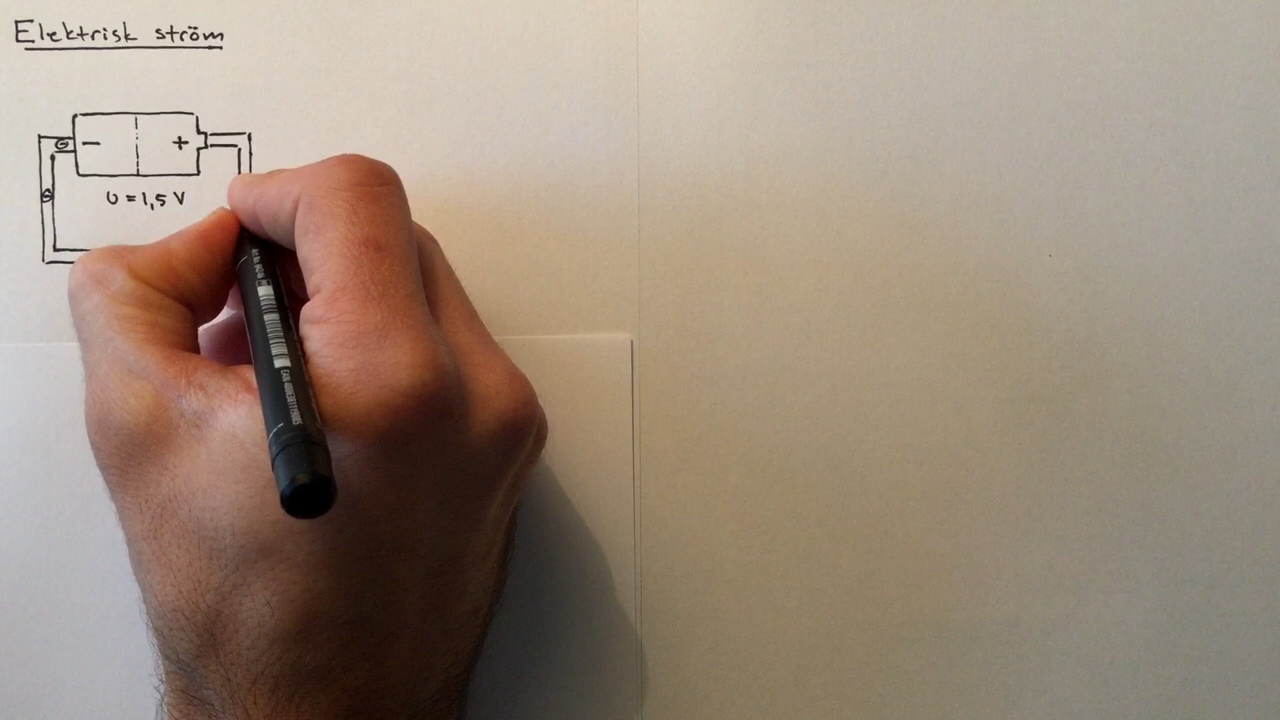 Elektrisk ström
− +
U = 1,5 V